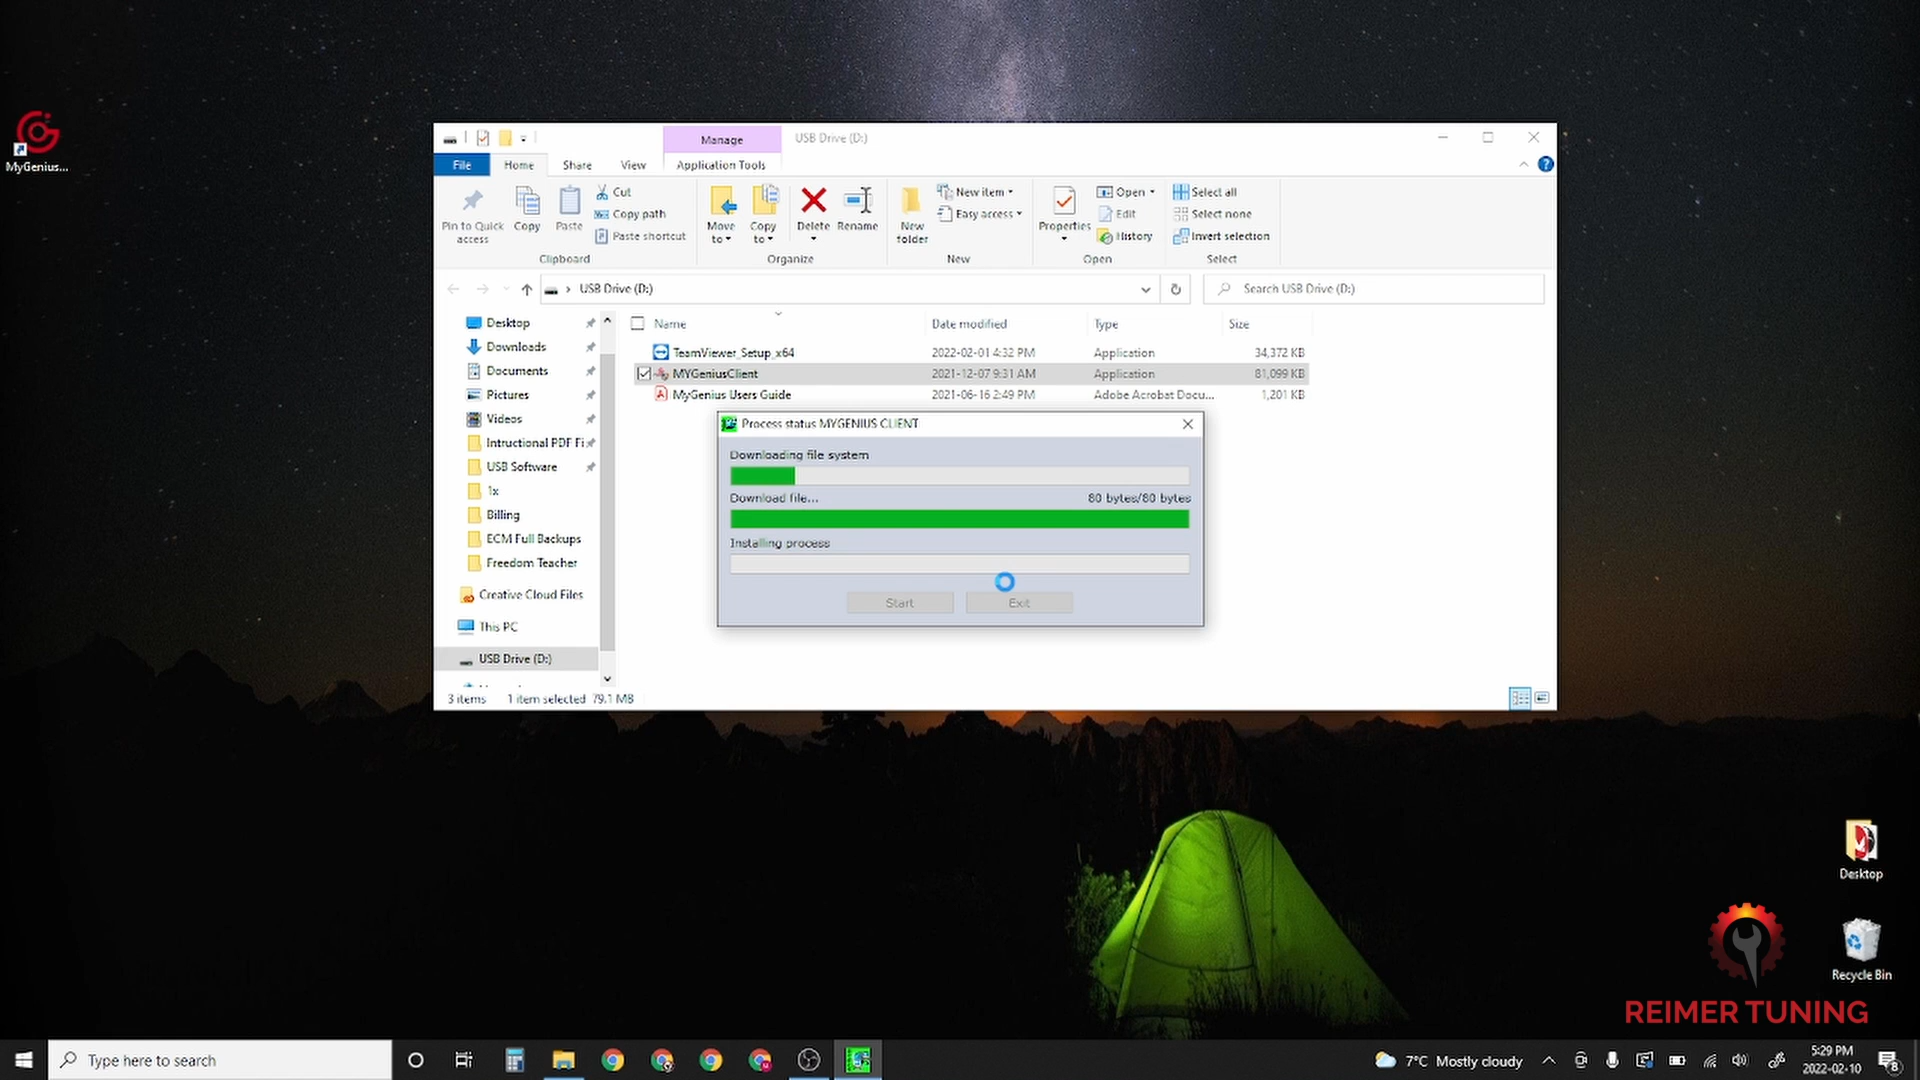 MyGenius...
Manage
USB Drive (D:)
File
Home
Share
View
Application Tools
Pin to Quick access
Copy
Paste
Cut
Copy path
Paste shortcut
Move to
Copy to
Delete
Rename
New folder
New item
Easy access
Properties
Open
Edit
History
Select all
Select none
Invert selection
Clipboard
Organize
New
Open
Select
USB Drive (D:)
Search USB Drive (D:)
Desktop
Downloads
Documents
Pictures
Videos
Intructional PDF Fi
USB Software
1x
Billing
ECM Full Backups
Freedom Teacher
Creative Cloud Files
This PC
USB Drive (D:)
Name Date modified Type Size
TeamViewer_Setup_x64 2022-02-01 4:32 PM Application 34,372 KB
MYGeniusClient 2021-12-07 9:31 AM Application 81,099 KB
MyGenius Users Guide 2021-06-16 2:49 PM Adobe Acrobat Docu... 1,201 KB
Process status MYGENIUS CLIENT
Downloading file system
Download file... 80 bytes/80 bytes
Installing process
Start Exit
3 items 1 item selected 79.1 MB
Desktop
Recycle Bin
REIMER TUNING
Type here to search
7°C Mostly cloudy
5:29 PM
2022-02-10
8